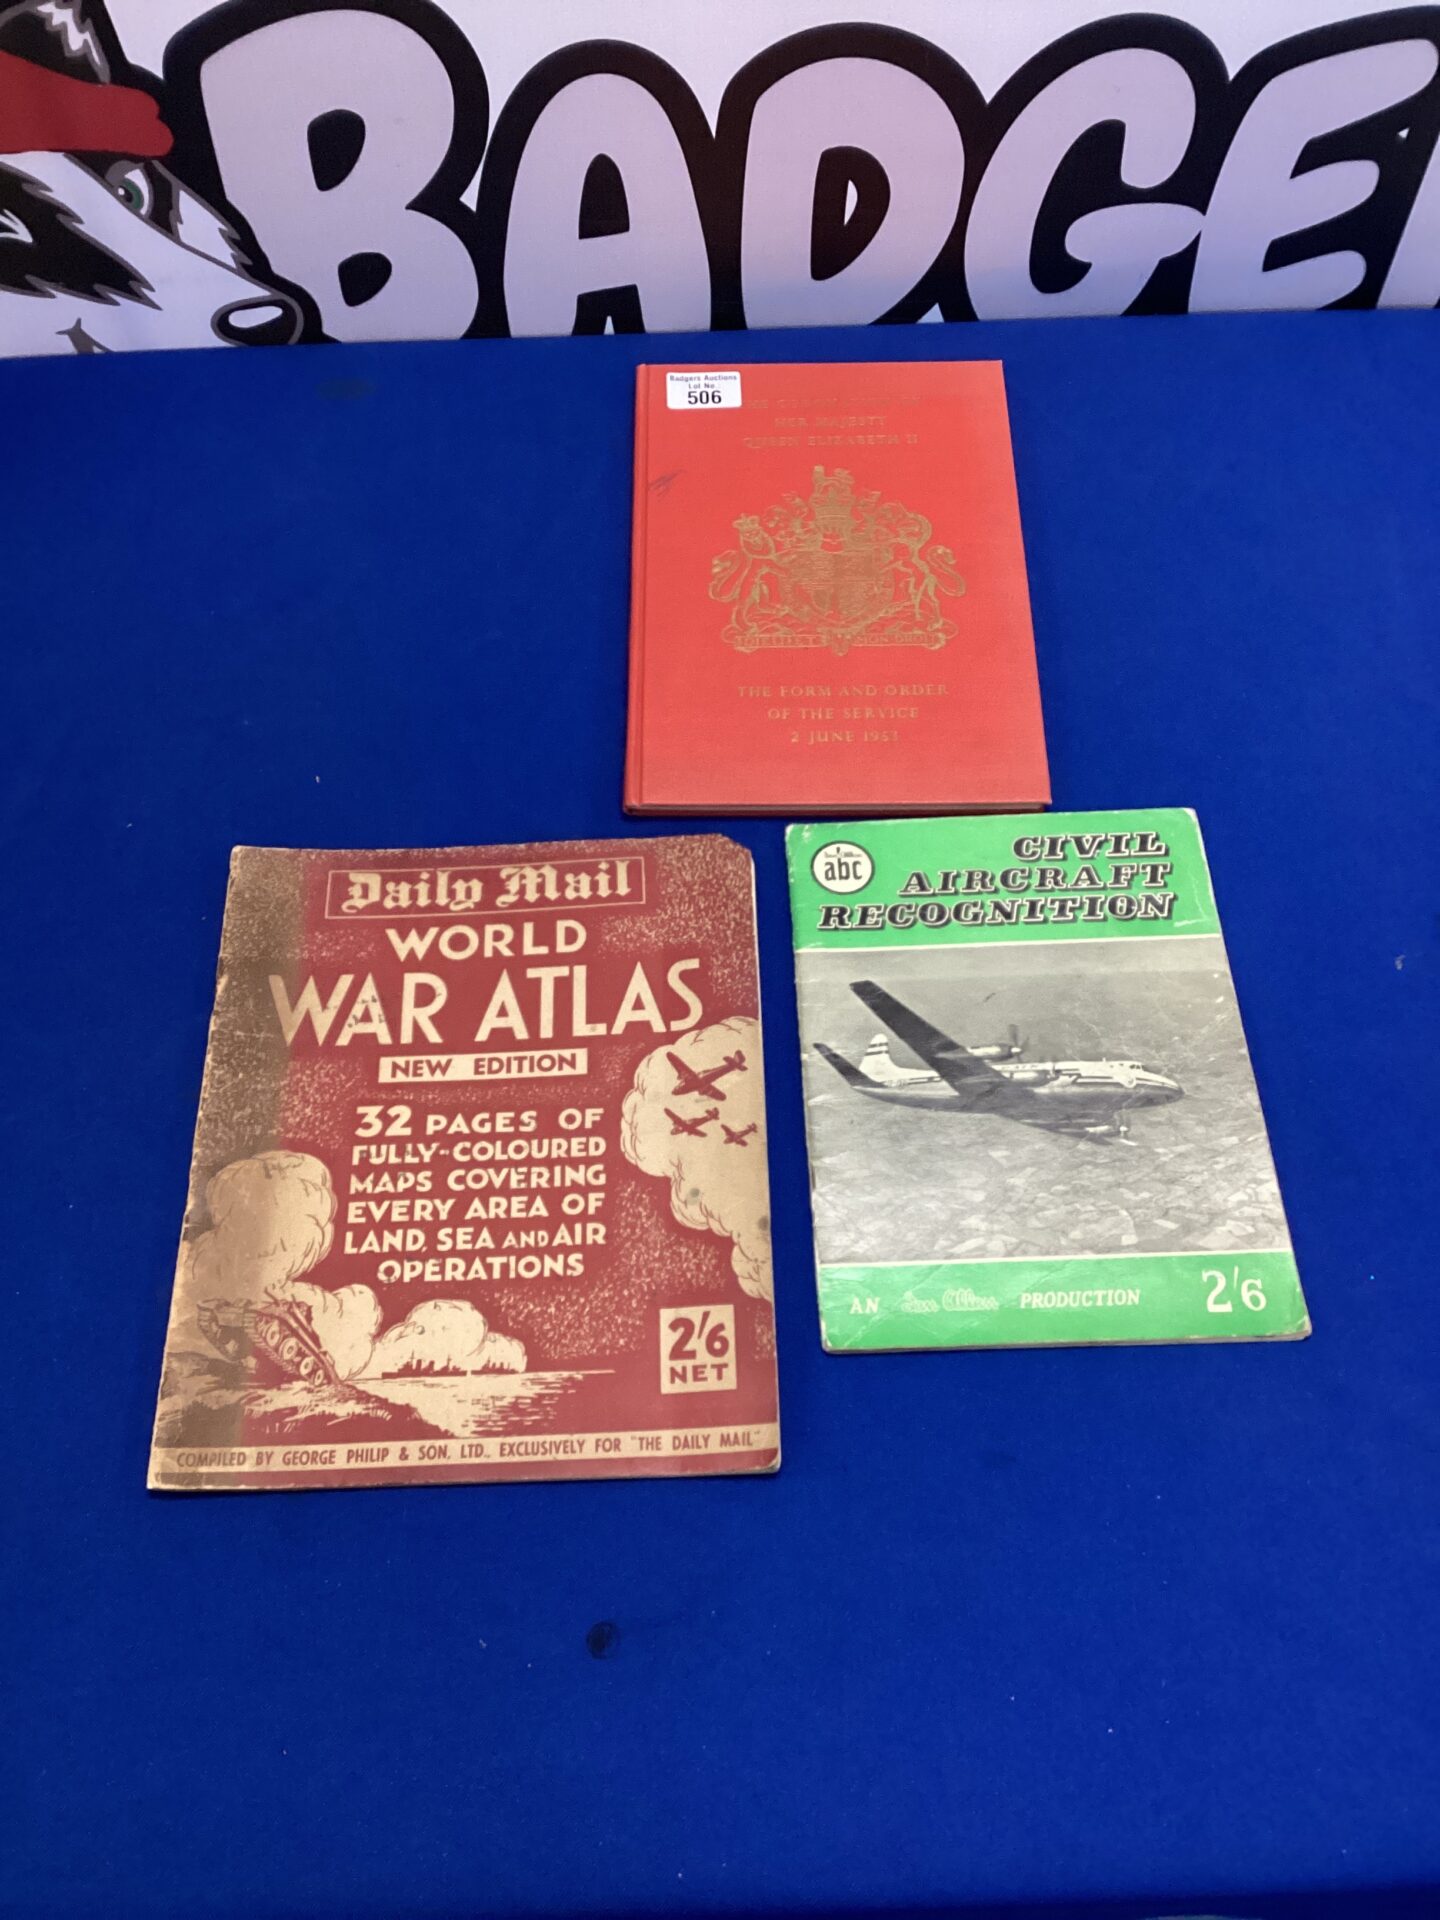 BADGE
Badgers Auctions
Lot No.:
506
HER MAJESTY
QUEEN ELIZABETH II
THE FORM AND ORDER
OF THE SERVICE
2 JUNE 1953
Daily Mail
WORLD
WAR ATLAS
NEW EDITION
32 PAGES OF
FULLY-COLOURED
MAPS COVERING
EVERY AREA OF
LAND, SEA AND AIR
OPERATIONS
2'/6
NET
COMPILED BY GEORGE PHILIP & SON, LTD., EXCLUSIVELY FOR "THE DAILY MAIL"
abc
CIVIL
AIRCRAFT
RECOGNITION
AN Ian Allan PRODUCTION
2'/6